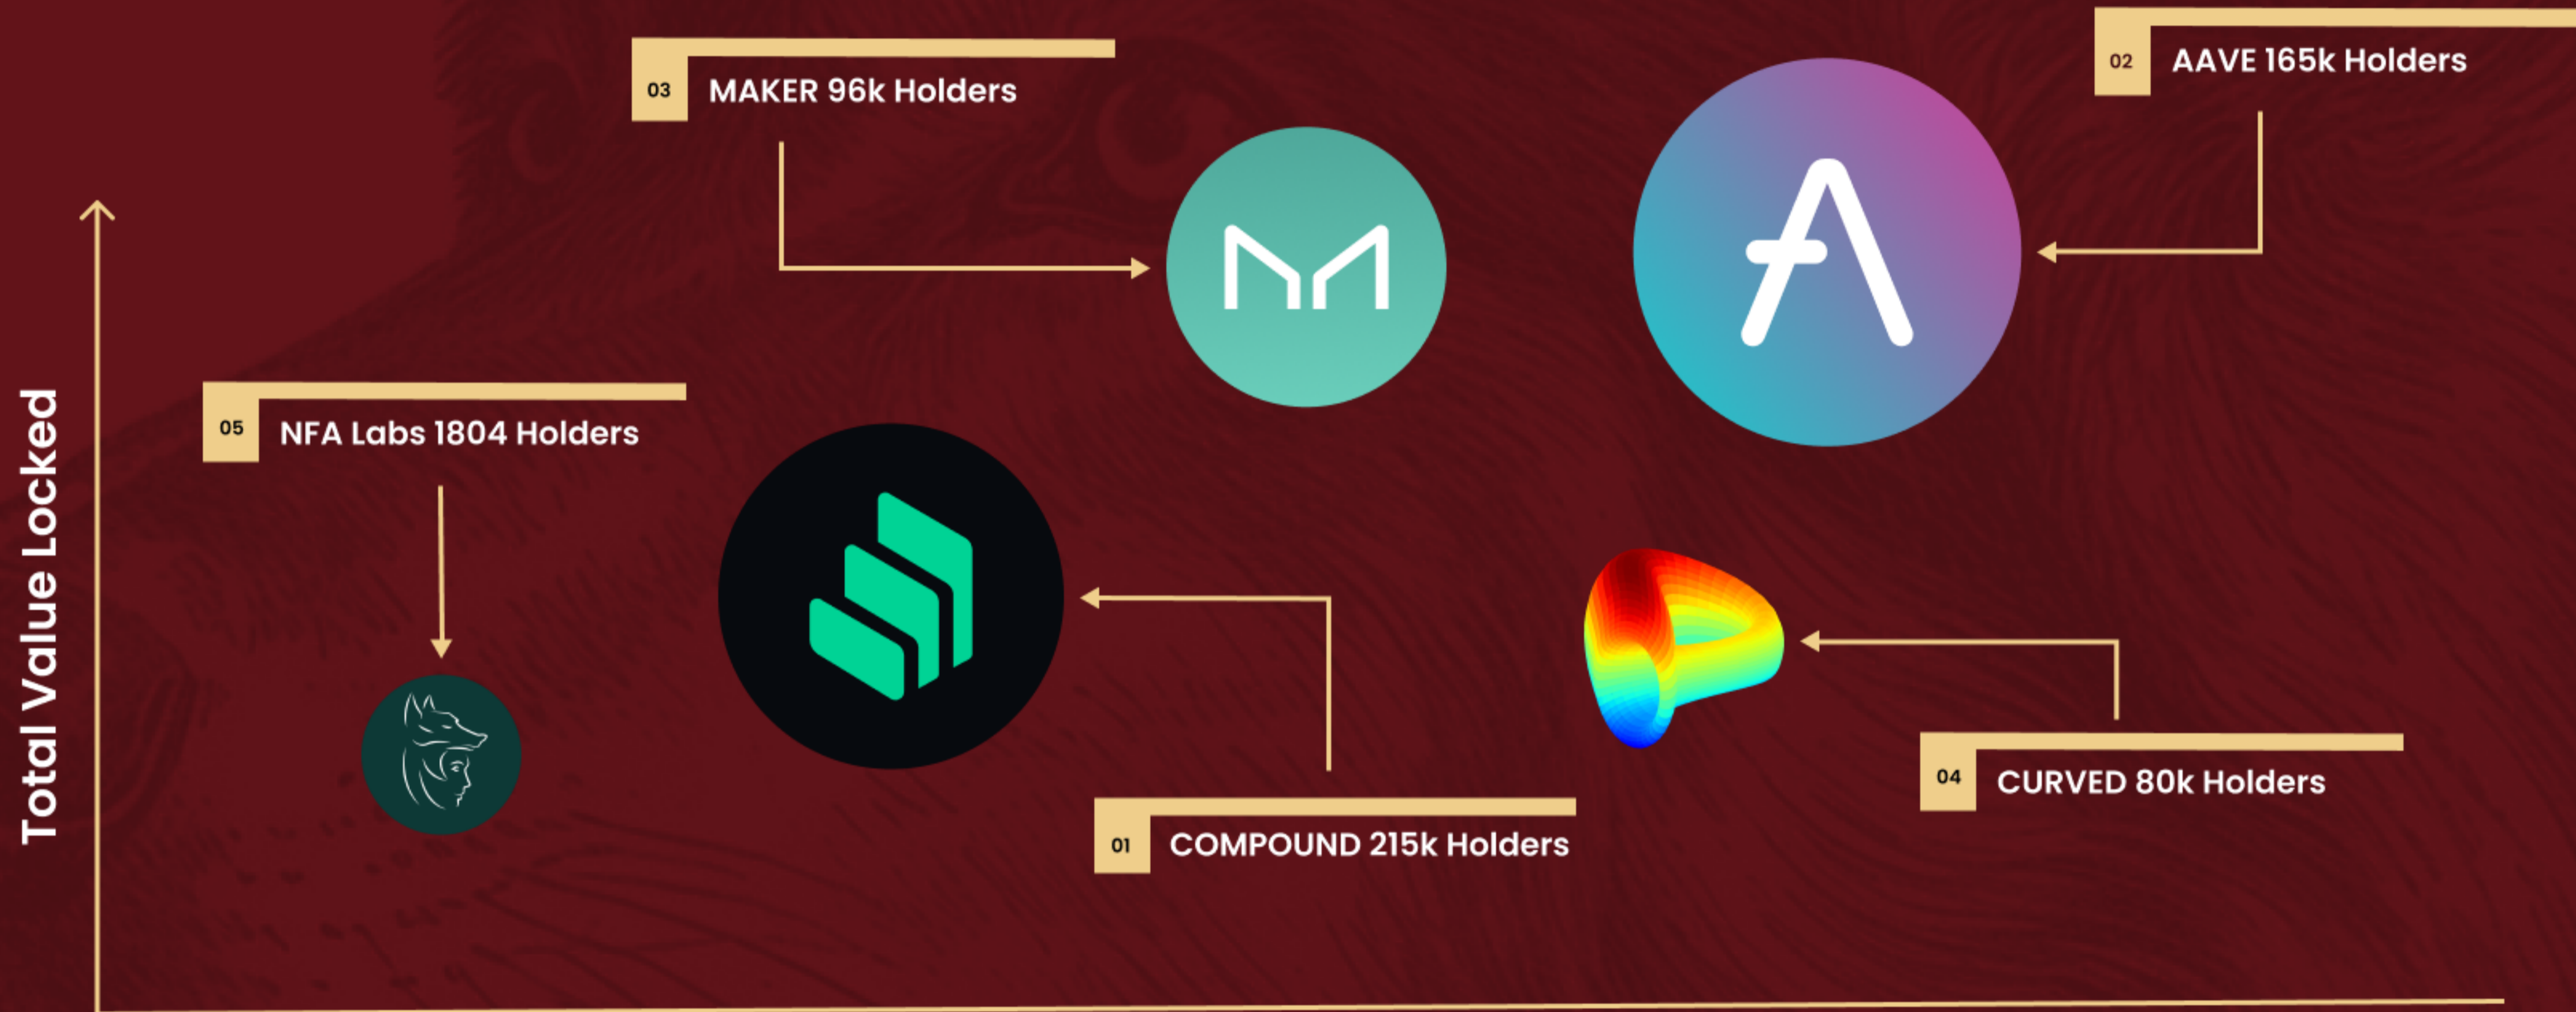 02
AAVE 165k Holders
03
MAKER 96k Holders
05
NFA Labs 1804 Holders
Total Value Locked
04
CURVED 80k Holders
01
COMPOUND 215k Holders